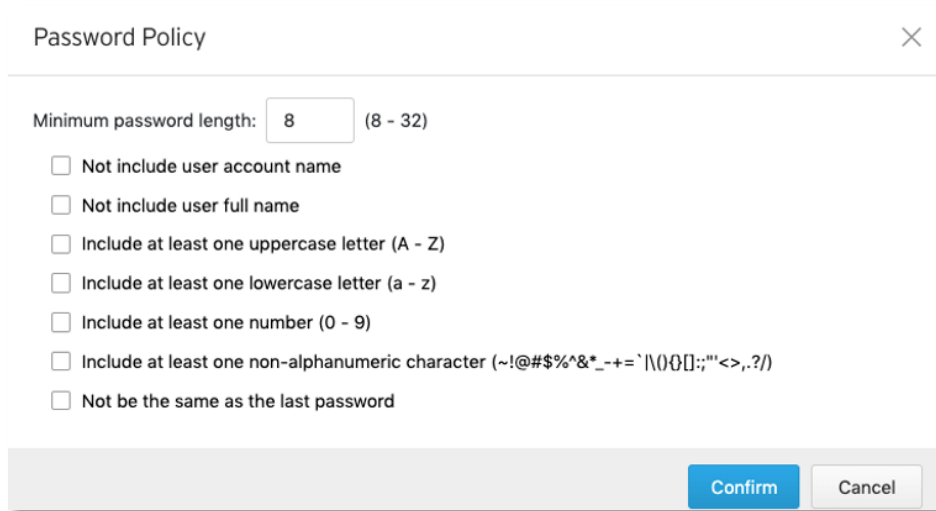 Password Policy
Minimum password length: 8 (8 - 32)
Not include user account name
Not include user full name
Include at least one uppercase letter (A - Z)
Include at least one lowercase letter (a - z)
Include at least one number (0 - 9)
Include at least one non-alphanumeric character (~!@#$%^&*_-+=`|\(){}[]:;"'<>,.?/)
Not be the same as the last password
Confirm Cancel